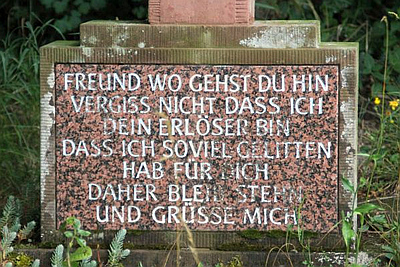 FREUND WO GEHST DU HIN
VERGISS NICHT DASS ICH
DEIN ERLÖSER BIN
DASS ICH SOVIEL GELITTEN
HAB FÜR DICH
DAHER BLEIB STEHN
UND GRÜSSE MICH